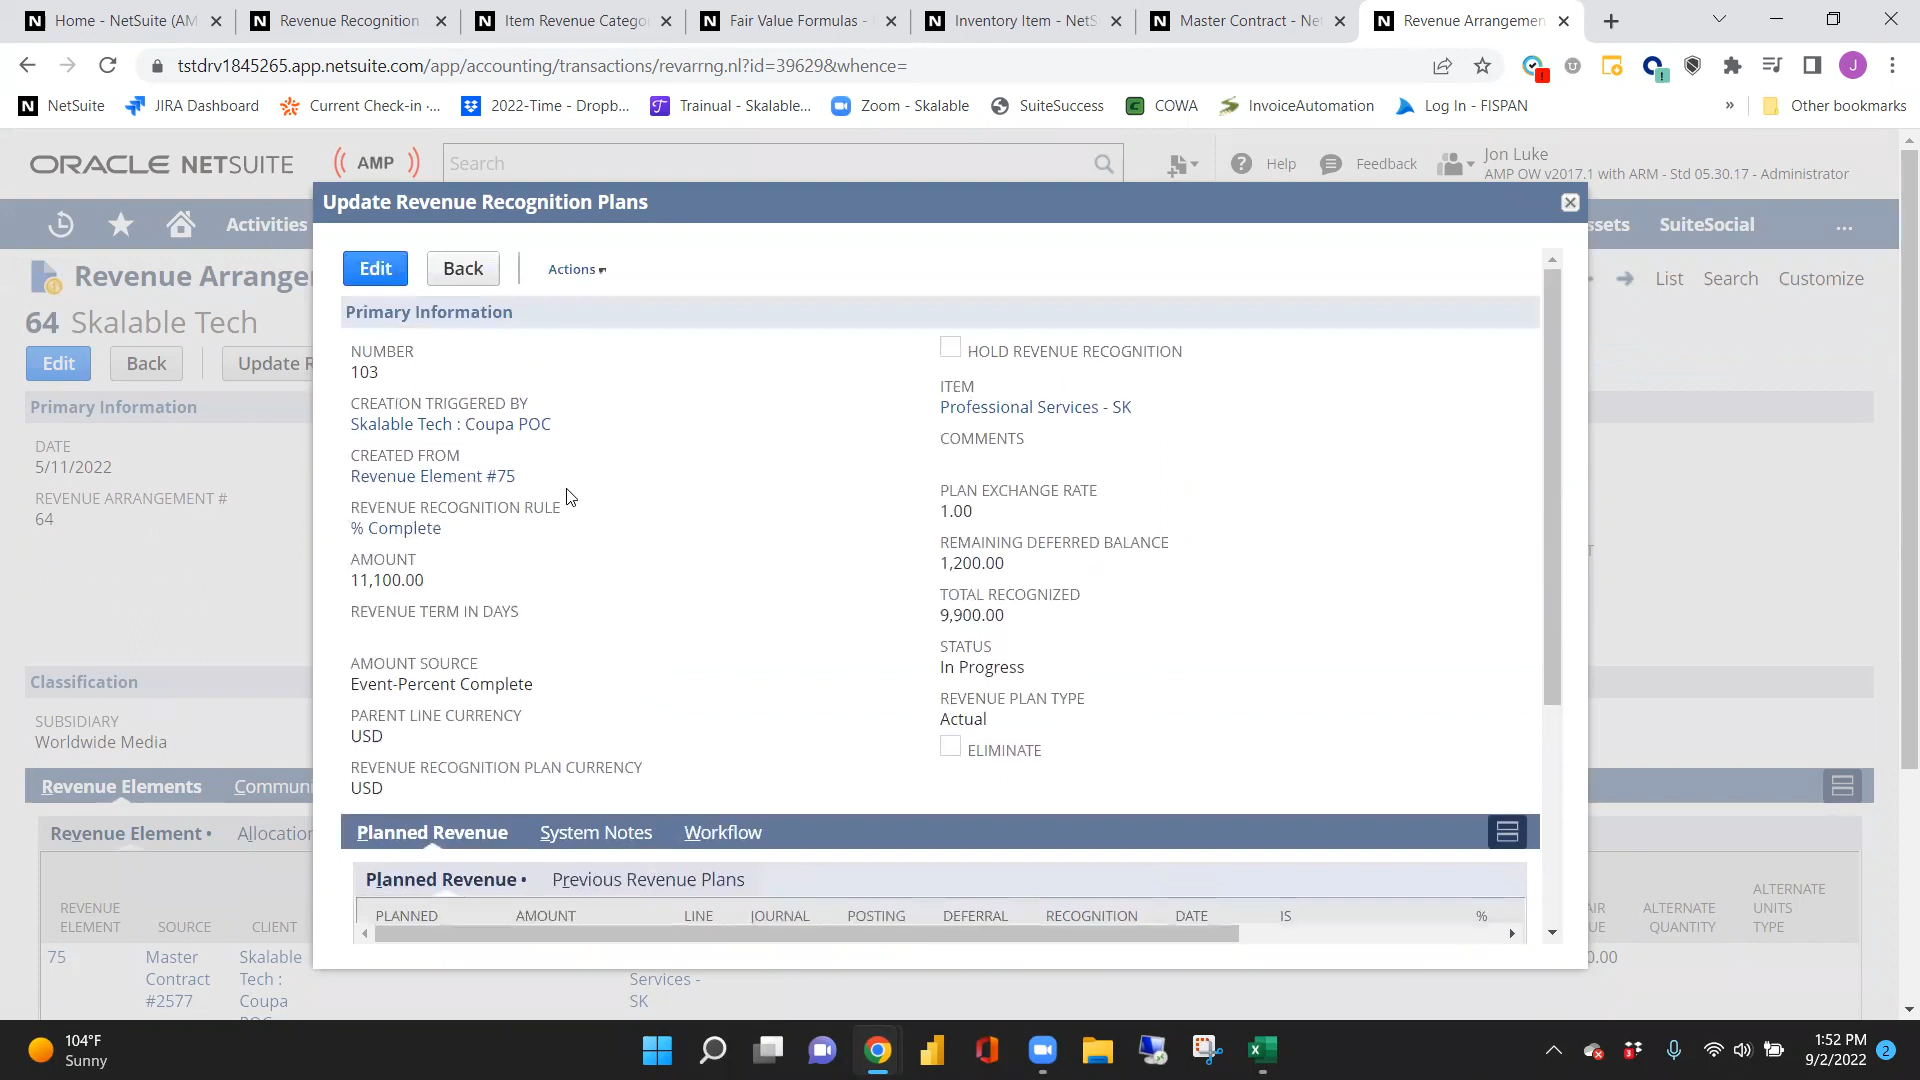 Home - NetSuite (AM
Revenue Recognition
Item Revenue Catego
Fair Value Formulas -
Inventory Item - NetS
Master Contract - Net
Revenue Arrangemen
tstdrv1845265.app.netsuite.com/app/accounting/transactions/revarrng.nl?id=39629&whence=
J
NetSuite
JIRA Dashboard
Current Check-in -...
2022-Time - Dropb...
Trainual - Skalable...
Zoom - Skalable
SuiteSuccess
COWA
InvoiceAutomation
Log In - FISPAN
»
Other bookmarks
ORACLE NETSUITE
AMP
Search
Help
Feedback
Jon Luke
AMP OW v2017.1 with ARM - Std 05.30.17 - Administrator
Activities
ssets
SuiteSocial
...
Revenue Arranger
List
Search
Customize
64 Skalable Tech
Edit
Back
Update R
Primary Information
DATE
5/11/2022
REVENUE ARRANGEMENT #
64
Classification
SUBSIDIARY
Worldwide Media
Revenue Elements
Communi
Revenue Element •
Allocation
REVENUE ELEMENT
SOURCE
CLIENT
75
Master Contract #2577
Skalable Tech : Coupa POC
Services - SK
ALTERNATE QUANTITY
ALTERNATE UNITS TYPE
0.00
Update Revenue Recognition Plans
Edit
Back
Actions
Primary Information
NUMBER
103
CREATION TRIGGERED BY
Skalable Tech : Coupa POC
CREATED FROM
Revenue Element #75
REVENUE RECOGNITION RULE
% Complete
AMOUNT
11,100.00
REVENUE TERM IN DAYS
AMOUNT SOURCE
Event-Percent Complete
PARENT LINE CURRENCY
USD
REVENUE RECOGNITION PLAN CURRENCY
USD
HOLD REVENUE RECOGNITION
ITEM
Professional Services - SK
COMMENTS
PLAN EXCHANGE RATE
1.00
REMAINING DEFERRED BALANCE
1,200.00
TOTAL RECOGNIZED
9,900.00
STATUS
In Progress
REVENUE PLAN TYPE
Actual
ELIMINATE
Planned Revenue
System Notes
Workflow
Planned Revenue •
Previous Revenue Plans
PLANNED
AMOUNT
LINE
JOURNAL
POSTING
DEFERRAL
RECOGNITION
DATE
IS
%
104°F
Sunny
1:52 PM
9/2/2022
2